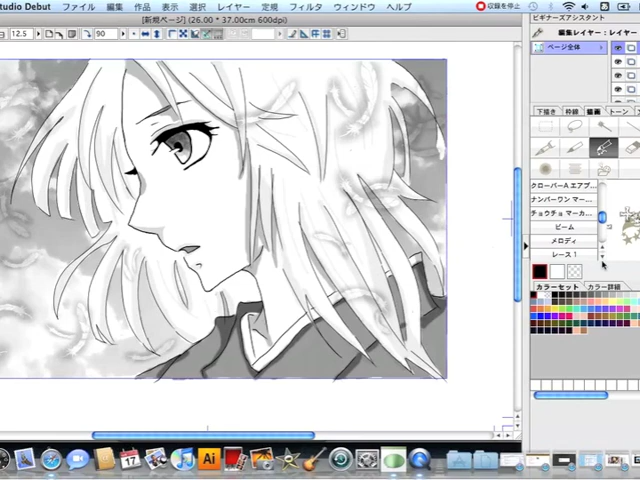 Studio Debut ファイル 編集 作品 表示 選択 レイヤー 定規 フィルタ ウィンドウ ヘルプ 収録を停止
[新規ページ] (26.00 * 37.00cm 600dpi)
ビギナーズアシスタント
12.5
90
編集レイヤー：レイヤー
ページ全体
下描き 枠線 描画 トーン
クローバーA エアブ...
ナンバーワン マー...
チョウチョ マーカ...
ビーム
メロディ
レース 1
カラーセット カラー詳細
17
Ai